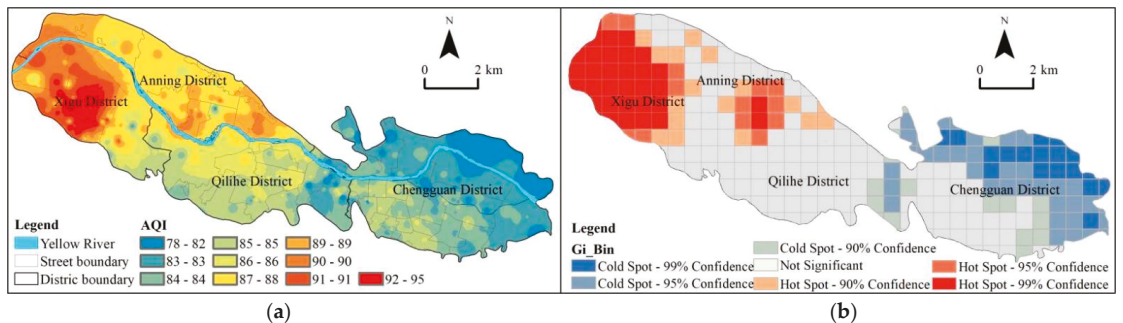 N
0 2 km
Anning District
Xigu District
Qilihe District
Chengguan District
Legend
Yellow River
Street boundary
Distric boundary
AQI
78 - 82
83 - 83
84 - 84
85 - 85
86 - 86
87 - 88
89 - 89
90 - 90
91 - 91
92 - 95
(a)
N
0 2 km
Anning District
Xigu District
Qilihe District
Chengguan District
Legend
Gi_Bin
Cold Spot - 99% Confidence
Cold Spot - 95% Confidence
Cold Spot - 90% Confidence
Not Significant
Hot Spot - 90% Confidence
Hot Spot - 95% Confidence
Hot Spot - 99% Confidence
(b)